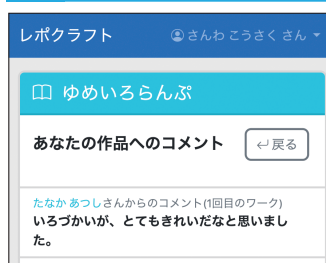 レポクラフト
さんわ こうさく さん
ゆめいろらんぷ
あなたの作品へのコメント
戻る
たなか あつしさんからのコメント(1回目のワーク)
いろづかいが、とてもきれいだなと思いまし
た。